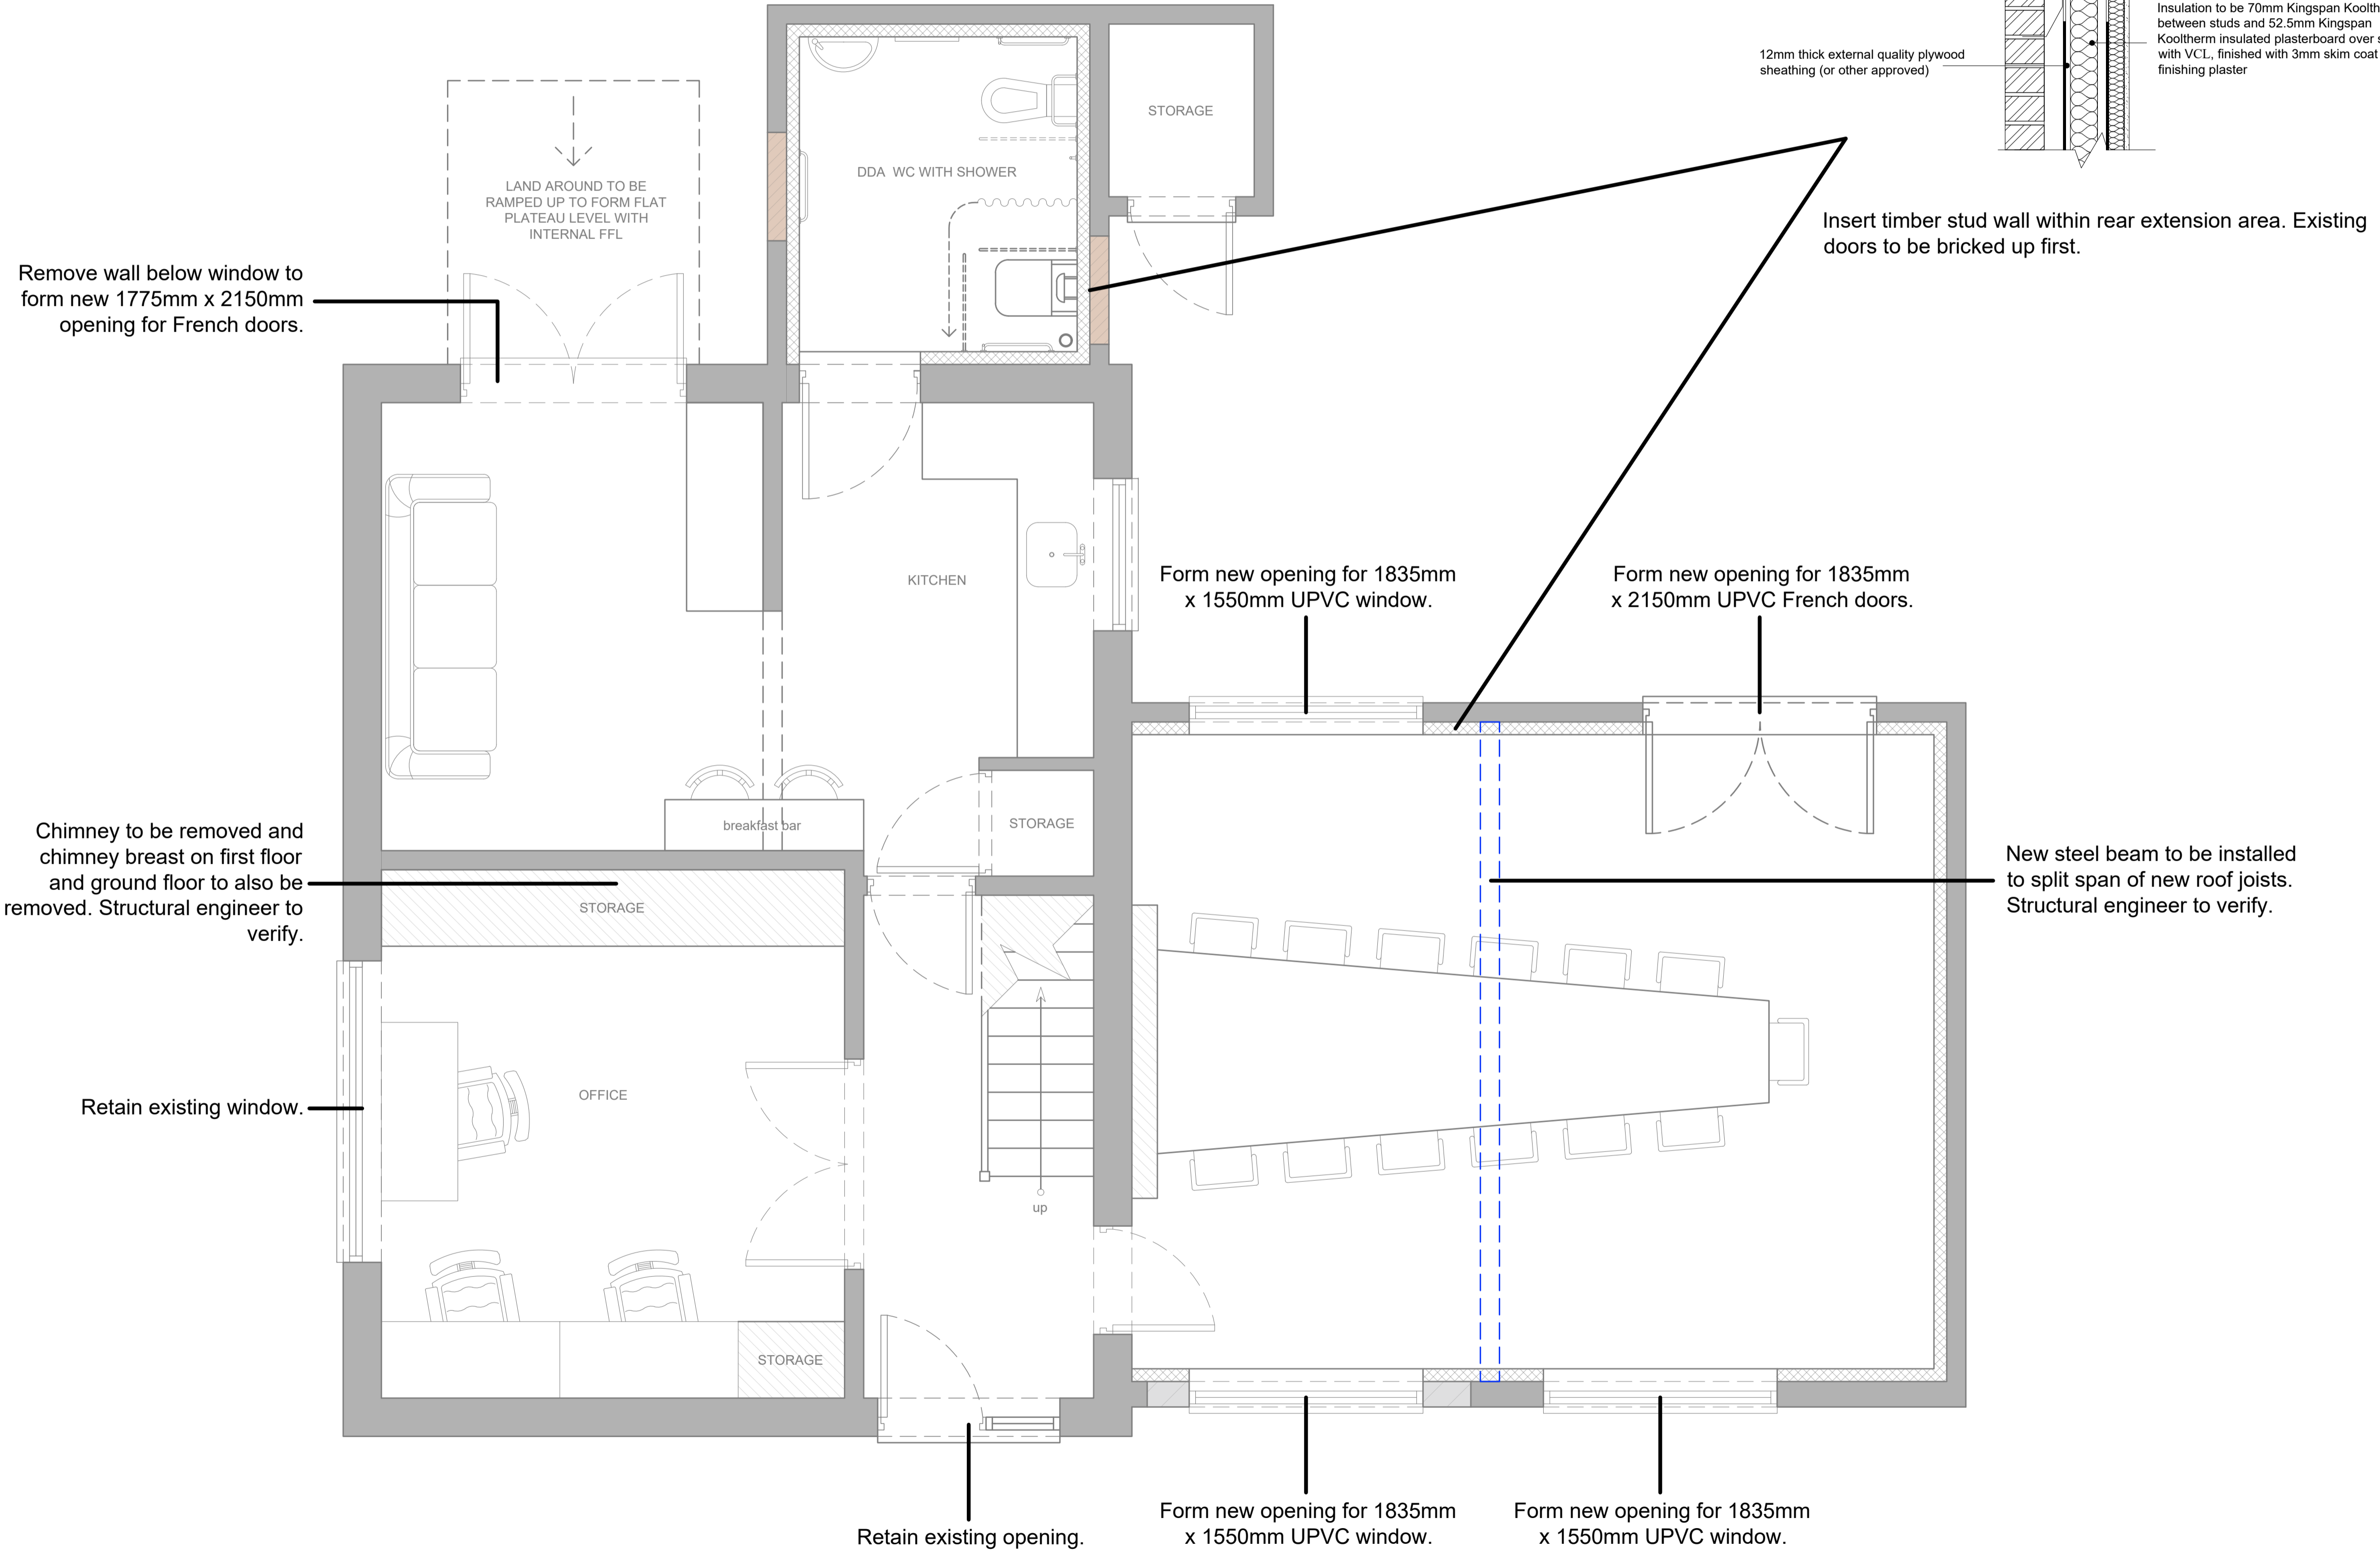 Insulation to be 70mm Kingspan
between studs and 52.5mm Kingspan
Kooltherm insulated plasterboard over
with VCL, finished with 3mm skim coat
finishing plaster
12mm thick external quality plywood
sheathing (or other approved)
STORAGE
DDA WC WITH SHOWER
LAND AROUND TO BE
RAMPED UP TO FORM FLAT
PLATEAU LEVEL WITH
INTERNAL FFL
Insert timber stud wall within rear extension area. Existing
doors to be bricked up first.
Remove wall below window to
form new 1775mm x 2150mm
opening for French doors.
KITCHEN
Form new opening for 1835mm
x 1550mm UPVC window.
Form new opening for 1835mm
x 2150mm UPVC French doors.
breakfast bar
STORAGE
Chimney to be removed and
chimney breast on first floor
and ground floor to also be
removed. Structural engineer to
verify.
STORAGE
New steel beam to be installed
to split span of new roof joists.
Structural engineer to verify.
Retain existing window.
OFFICE
up
STORAGE
Retain existing opening.
Form new opening for 1835mm
x 1550mm UPVC window.
Form new opening for 1835mm
x 1550mm UPVC window.